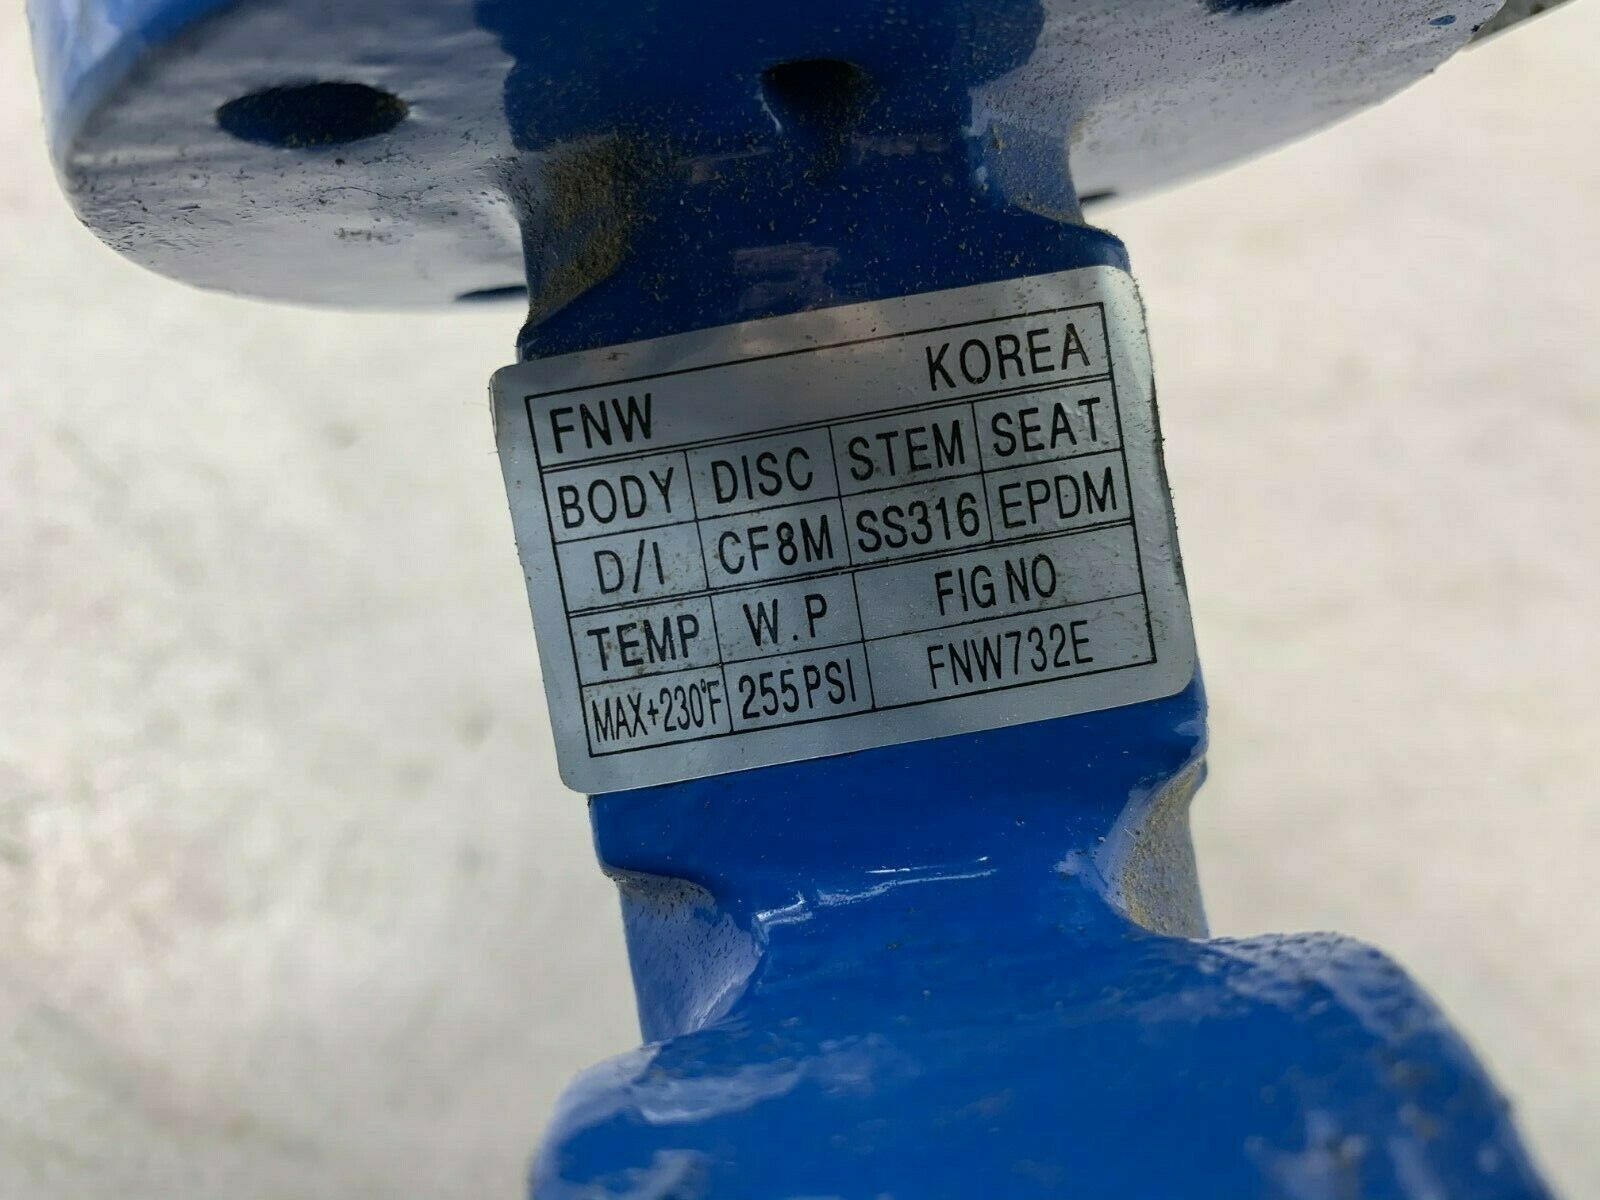 FNW KOREA
BODY DISC STEM SEAT
D/I CF8M SS316 EPDM
TEMP W.P FIG NO
MAX+230°F 255PSI FNW732E